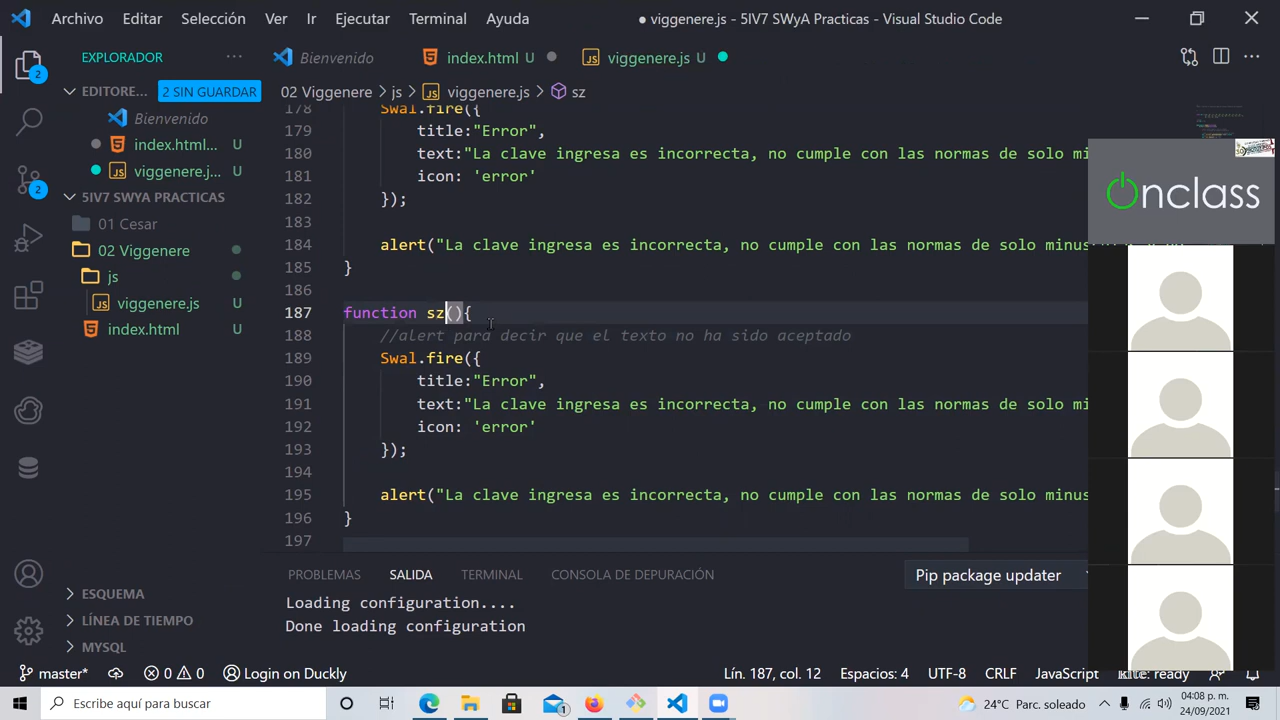 Archivo Editar Selección Ver Ir Ejecutar Terminal Ayuda
● viggenere.js - 5IV7 SWyA Practicas - Visual Studio Code
EXPLORADOR
Bienvenido index.html U viggenere.js U
EDITORE... 2 SIN GUARDAR
02 Viggenere > js > viggenere.js > sz
Bienvenido
index.html... U
viggenere.j... U
5IV7 SWYA PRACTICAS
01 Cesar
02 Viggenere
js
viggenere.js U
index.html U
ESQUEMA
LÍNEA DE TIEMPO
MYSQL
178 Swal.fire({
179 title:"Error",
180 text:"La clave ingresa es incorrecta, no cumple con las normas de solo mi
181 icon: 'error'
182 });
183
184 alert("La clave ingresa es incorrecta, no cumple con las normas de solo minus
185 }
186
187 function sz(){
188 //alert para decir que el texto no ha sido aceptado
189 Swal.fire({
190 title:"Error",
191 text:"La clave ingresa es incorrecta, no cumple con las normas de solo mi
192 icon: 'error'
193 });
194
195 alert("La clave ingresa es incorrecta, no cumple con las normas de solo minus
196 }
197
PROBLEMAS SALIDA TERMINAL CONSOLA DE DEPURACIÓN
Pip package updater
Loading configuration....
Done loading configuration
Onclass
2
2
master* 0 0 Login on Duckly
Lín. 187, col. 12 Espacios: 4 UTF-8 CRLF JavaScript kite: ready
Escribe aquí para buscar
1
24°C Parc. soleado
04:08 p. m.
24/09/2021